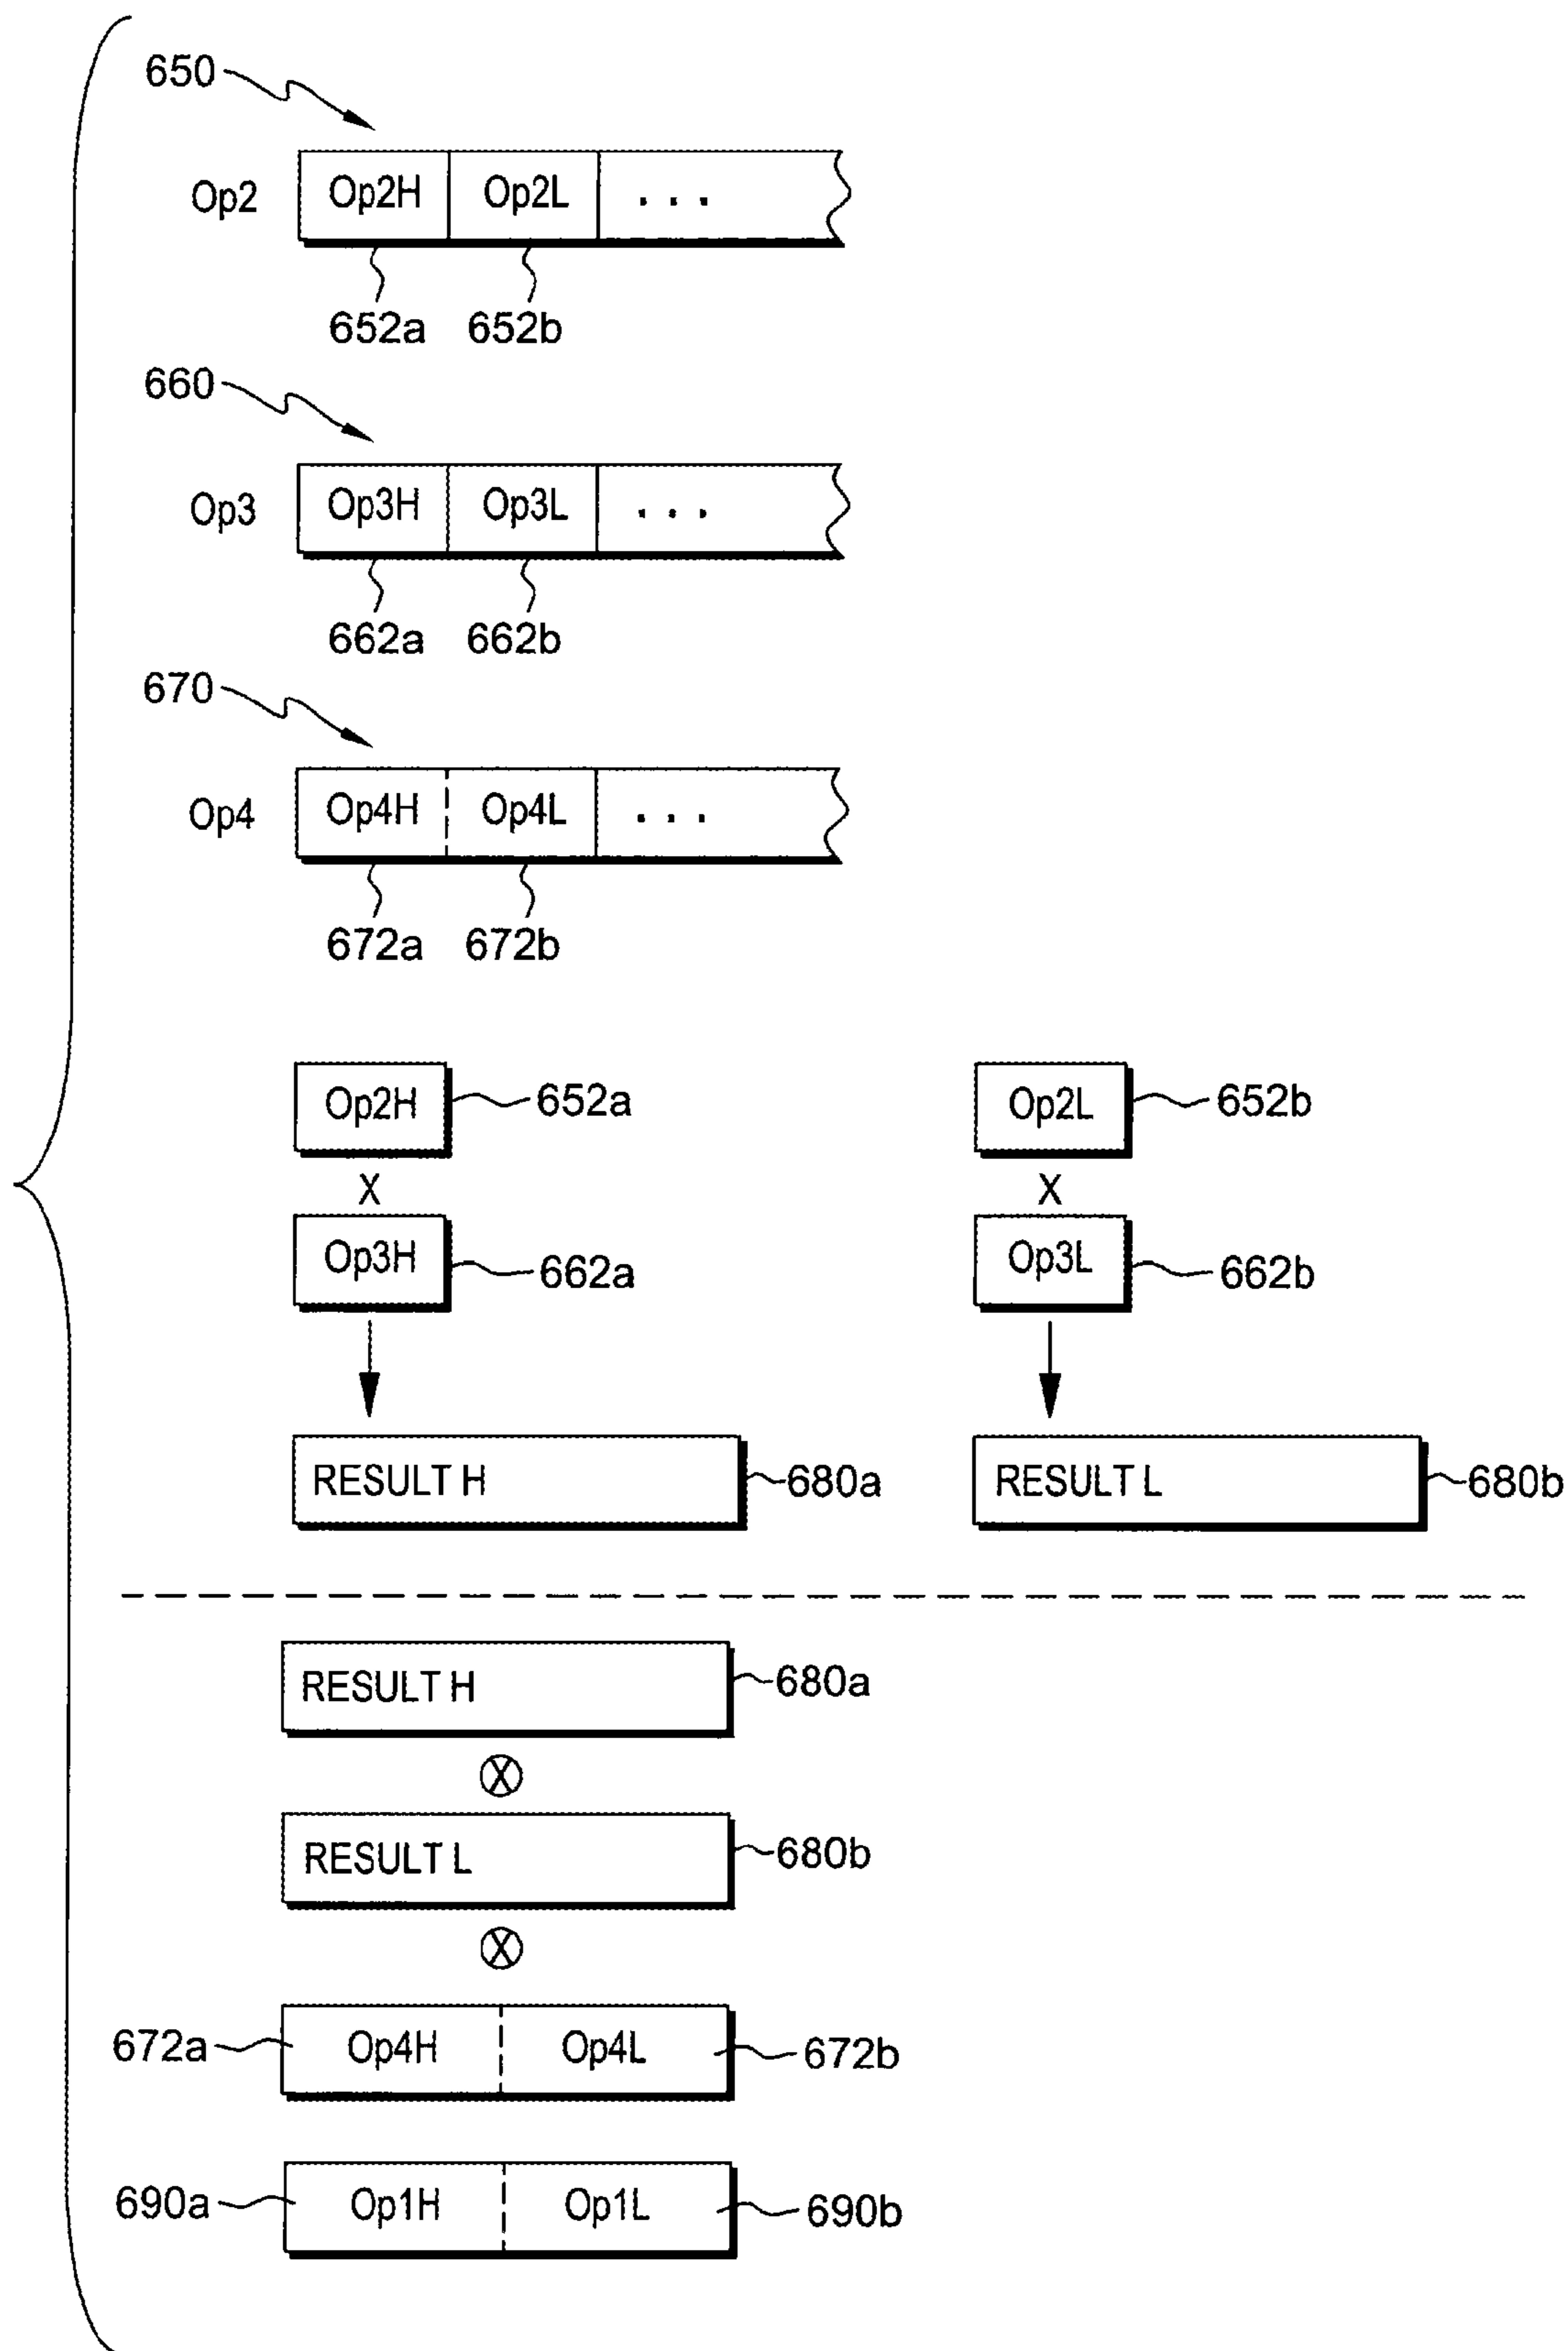 650
Op2 Op2H Op2L . . .
652a 652b
660
Op3 Op3H Op3L . . .
662a 662b
670
Op4 Op4H Op4L . . .
672a 672b
Op2H 652a Op2L 652b
X X
Op3H 662a Op3L 662b
RESULT H 680a RESULT L 680b
RESULT H 680a
X
RESULT L 680b
X
672a Op4H Op4L 672b
690a Op1H Op1L 690b